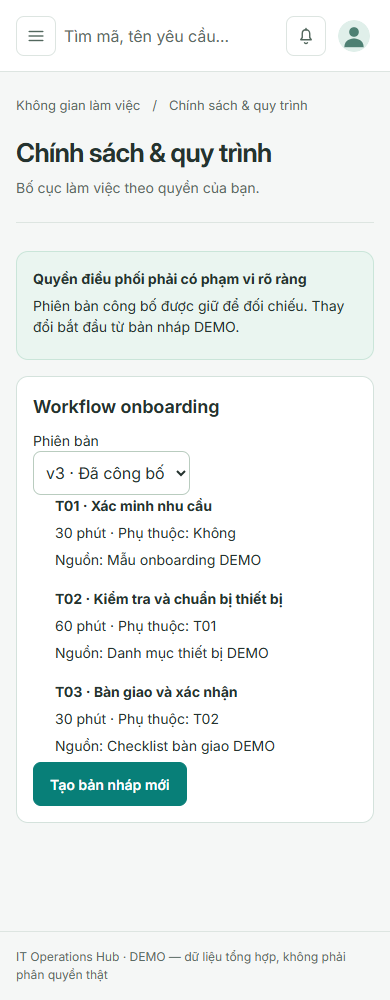 Tìm mã, tên yêu cầu...
Không gian làm việc / Chính sách & quy trình
Chính sách & quy trình
Bố cục làm việc theo quyền của bạn.
Quyền điều phối phải có phạm vi rõ ràng
Phiên bản công bố được giữ để đối chiếu. Thay
đổi bắt đầu từ bản nháp DEMO.
Workflow onboarding
Phiên bản
v3 · Đã công bố
T01 · Xác minh nhu cầu
30 phút · Phụ thuộc: Không
Nguồn: Mẫu onboarding DEMO
T02 · Kiểm tra và chuẩn bị thiết bị
60 phút · Phụ thuộc: T01
Nguồn: Danh mục thiết bị DEMO
T03 · Bàn giao và xác nhận
30 phút · Phụ thuộc: T02
Nguồn: Checklist bàn giao DEMO
Tạo bản nháp mới
IT Operations Hub · DEMO — dữ liệu tổng hợp, không phải
phân quyền thật